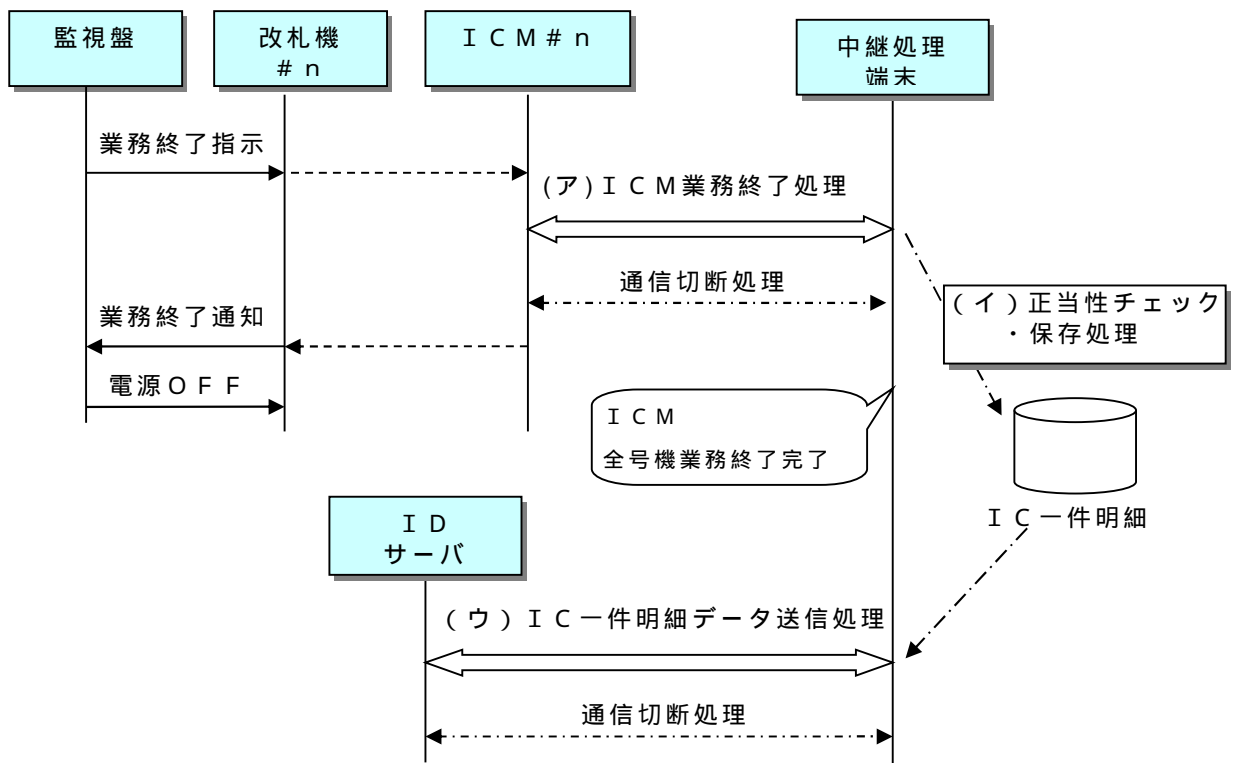 監視盤
改札機
#n
ICM#n
中継処理
端末
業務終了指示
(ア)ICM業務終了処理
通信切断処理
(イ)正当性チェック
・保存処理
業務終了通知
電源OFF
ICM
全号機業務終了完了
IC一件明細
ID
サーバ
(ウ)IC一件明細データ送信処理
通信切断処理